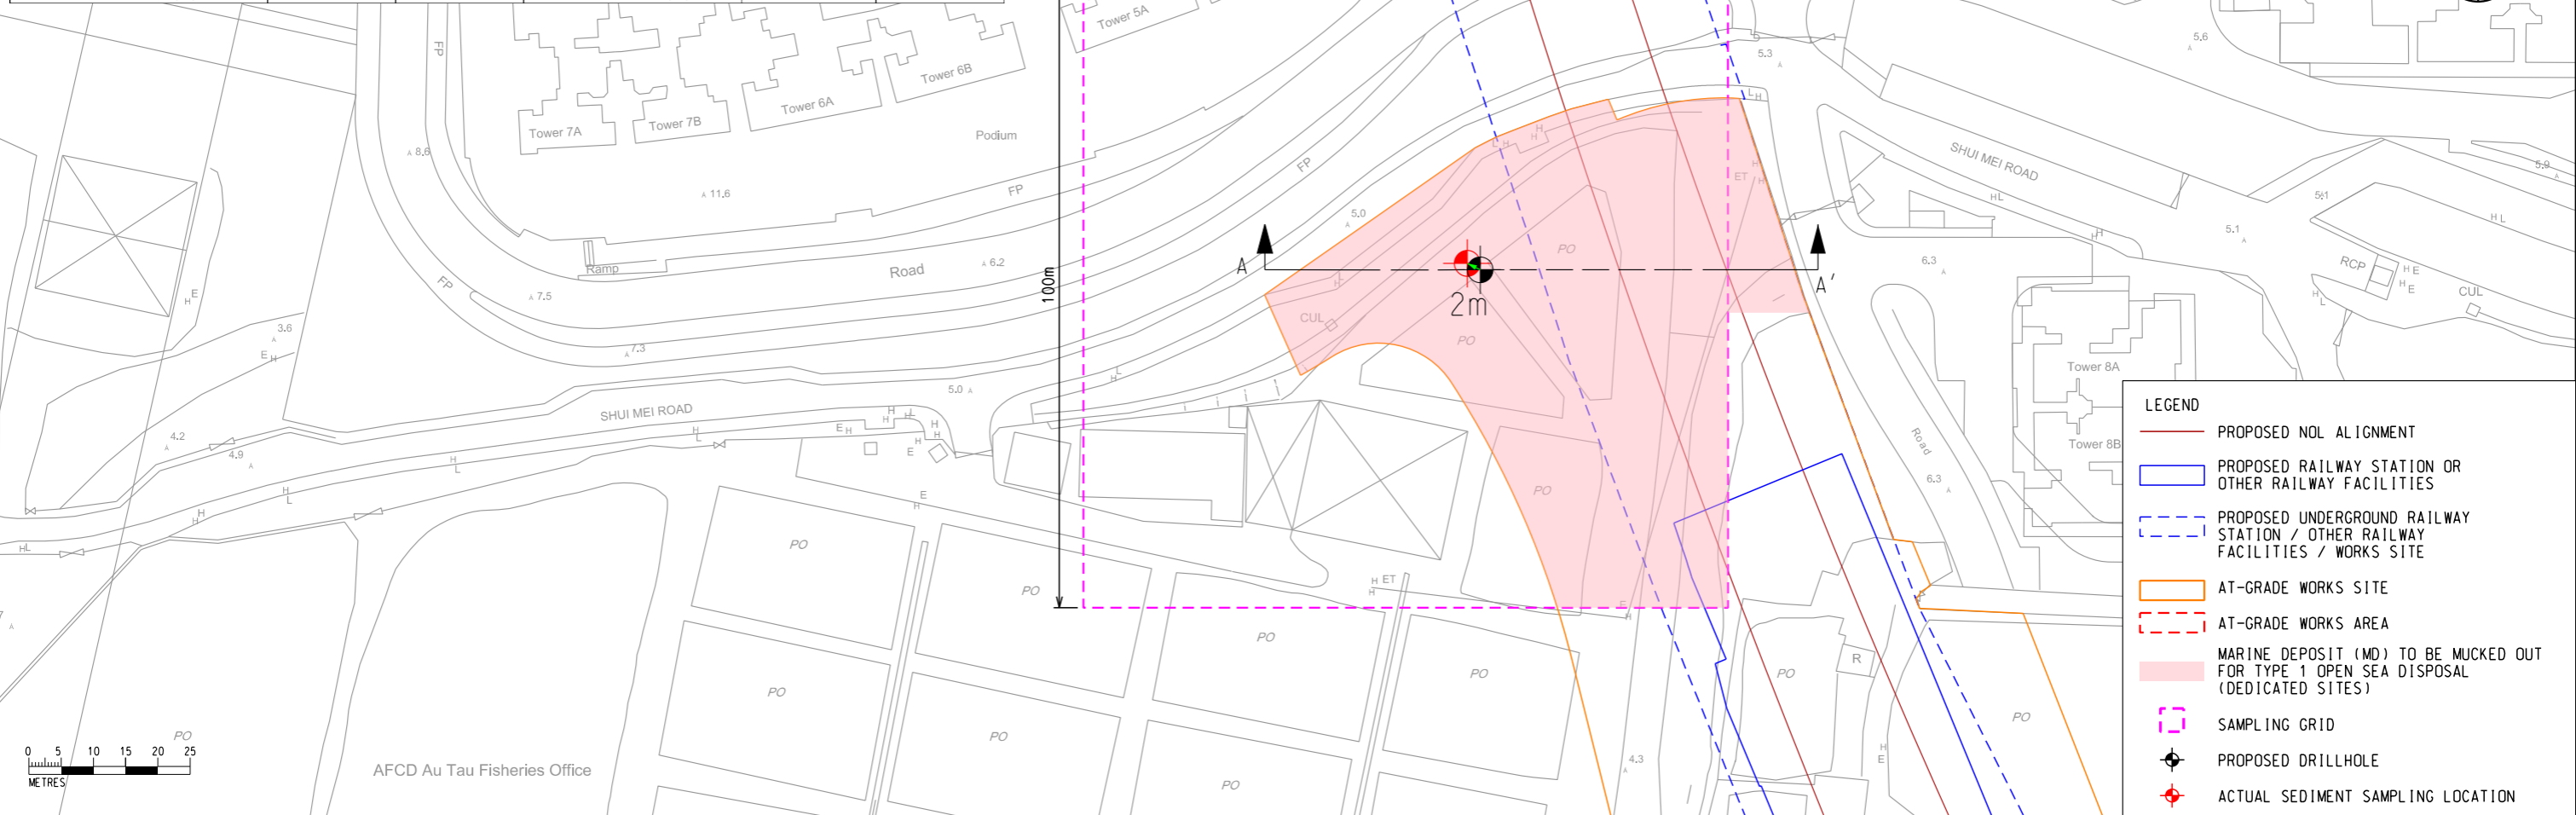 Tower 5A
FP
Tower 6B
Tower 6A
Tower 7B
Tower 7A
Podium
5.3
5.6
LH
8.6
11.6
FP
FP
SHUI MEI ROAD
5.9
5.1
HL
HL
5.0
ET
PO
5.1
6.3
RCP
CUL
6.2
Road
Ramp
FP
7.5
7.3
3.6
100m
A
A'
2m
CUL
PO
Tower 8A
Tower 8B
Road
6.3
5.0
SHUI MEI ROAD
4.2
4.9
PO
PO
PO
ET
PO
PO
PO
PO
R
PO
PO
PO
PO
4.3
PO
AFCD Au Tau Fisheries Office
0 5 10 15 20 25
METRES
LEGEND
PROPOSED NOL ALIGNMENT
PROPOSED RAILWAY STATION OR
OTHER RAILWAY FACILITIES
PROPOSED UNDERGROUND RAILWAY
STATION / OTHER RAILWAY
FACILITIES / WORKS SITE
AT-GRADE WORKS SITE
AT-GRADE WORKS AREA
MARINE DEPOSIT (MD) TO BE MUCKED OUT
FOR TYPE 1 OPEN SEA DISPOSAL
(DEDICATED SITES)
SAMPLING GRID
PROPOSED DRILLHOLE
ACTUAL SEDIMENT SAMPLING LOCATION